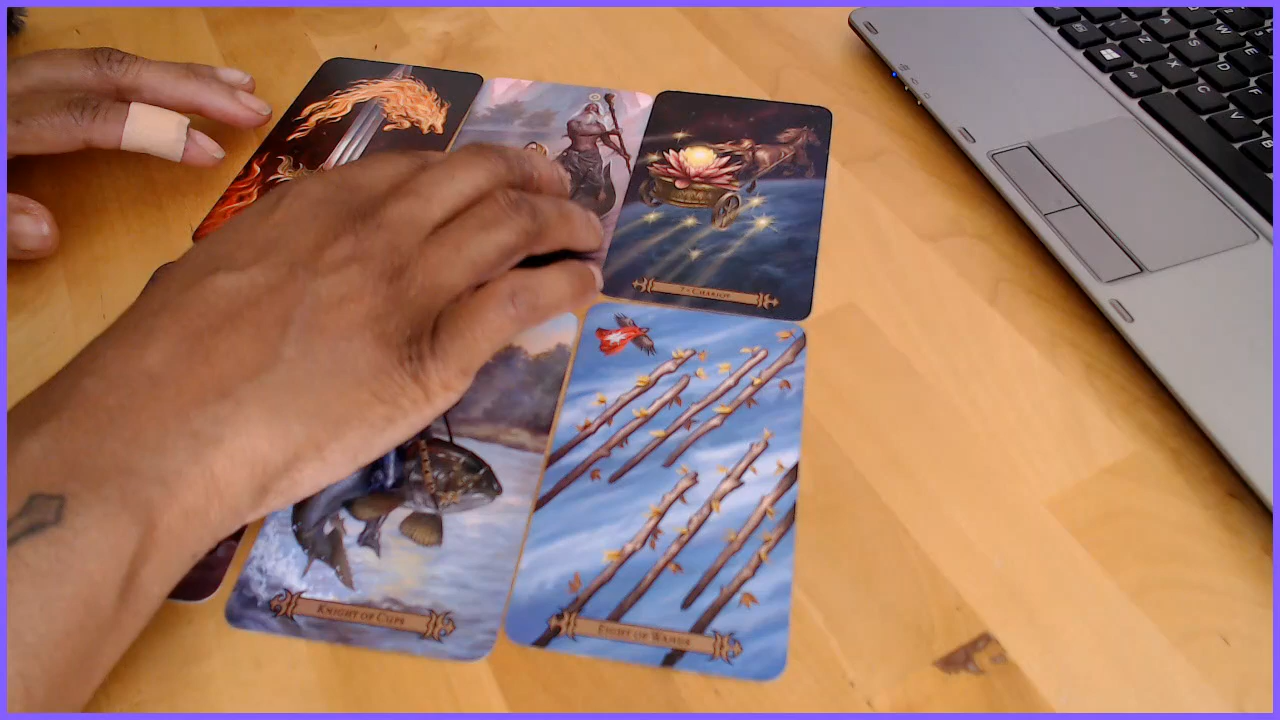 7 - CHARIOT
KNIGHT OF CUPS
EIGHT OF WANDS
Z
X
C
V
B
A
S
D
F